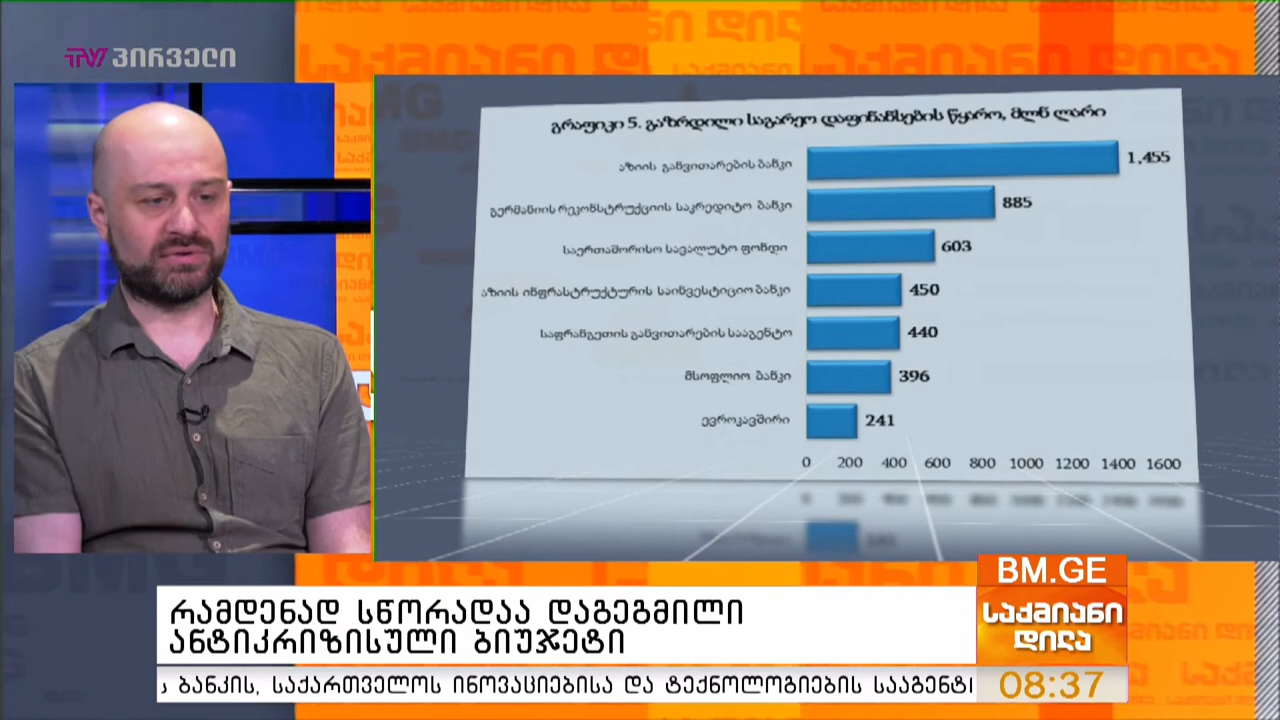 TV პირველი
გრაფიკი 5. გაზრდილი საგარეო დაფინანსების წყარო, მლნ ლარი
აზიის განვითარების ბანკი 1,455
გერმანიის რეკონსტრუქციის საკრედიტო ბანკი 885
საერთაშორისო სავალუტო ფონდი 603
აზიის ინფრასტრუქტურის საინვესტიციო ბანკი 450
საფრანგეთის განვითარების სააგენტო 440
მსოფლიო ბანკი 396
ევროკავშირი 241
0 200 400 600 800 1000 1200 1400 1600
რამდენად სწორადაა დაგეგმილი
ანტიკრიზისული ბიუჯეტი
BM.GE
საქმიანი
დილა
ს ბანკის, საქართველოს ინოვაციებისა და ტექნოლოგიების სააგენტ
08:37